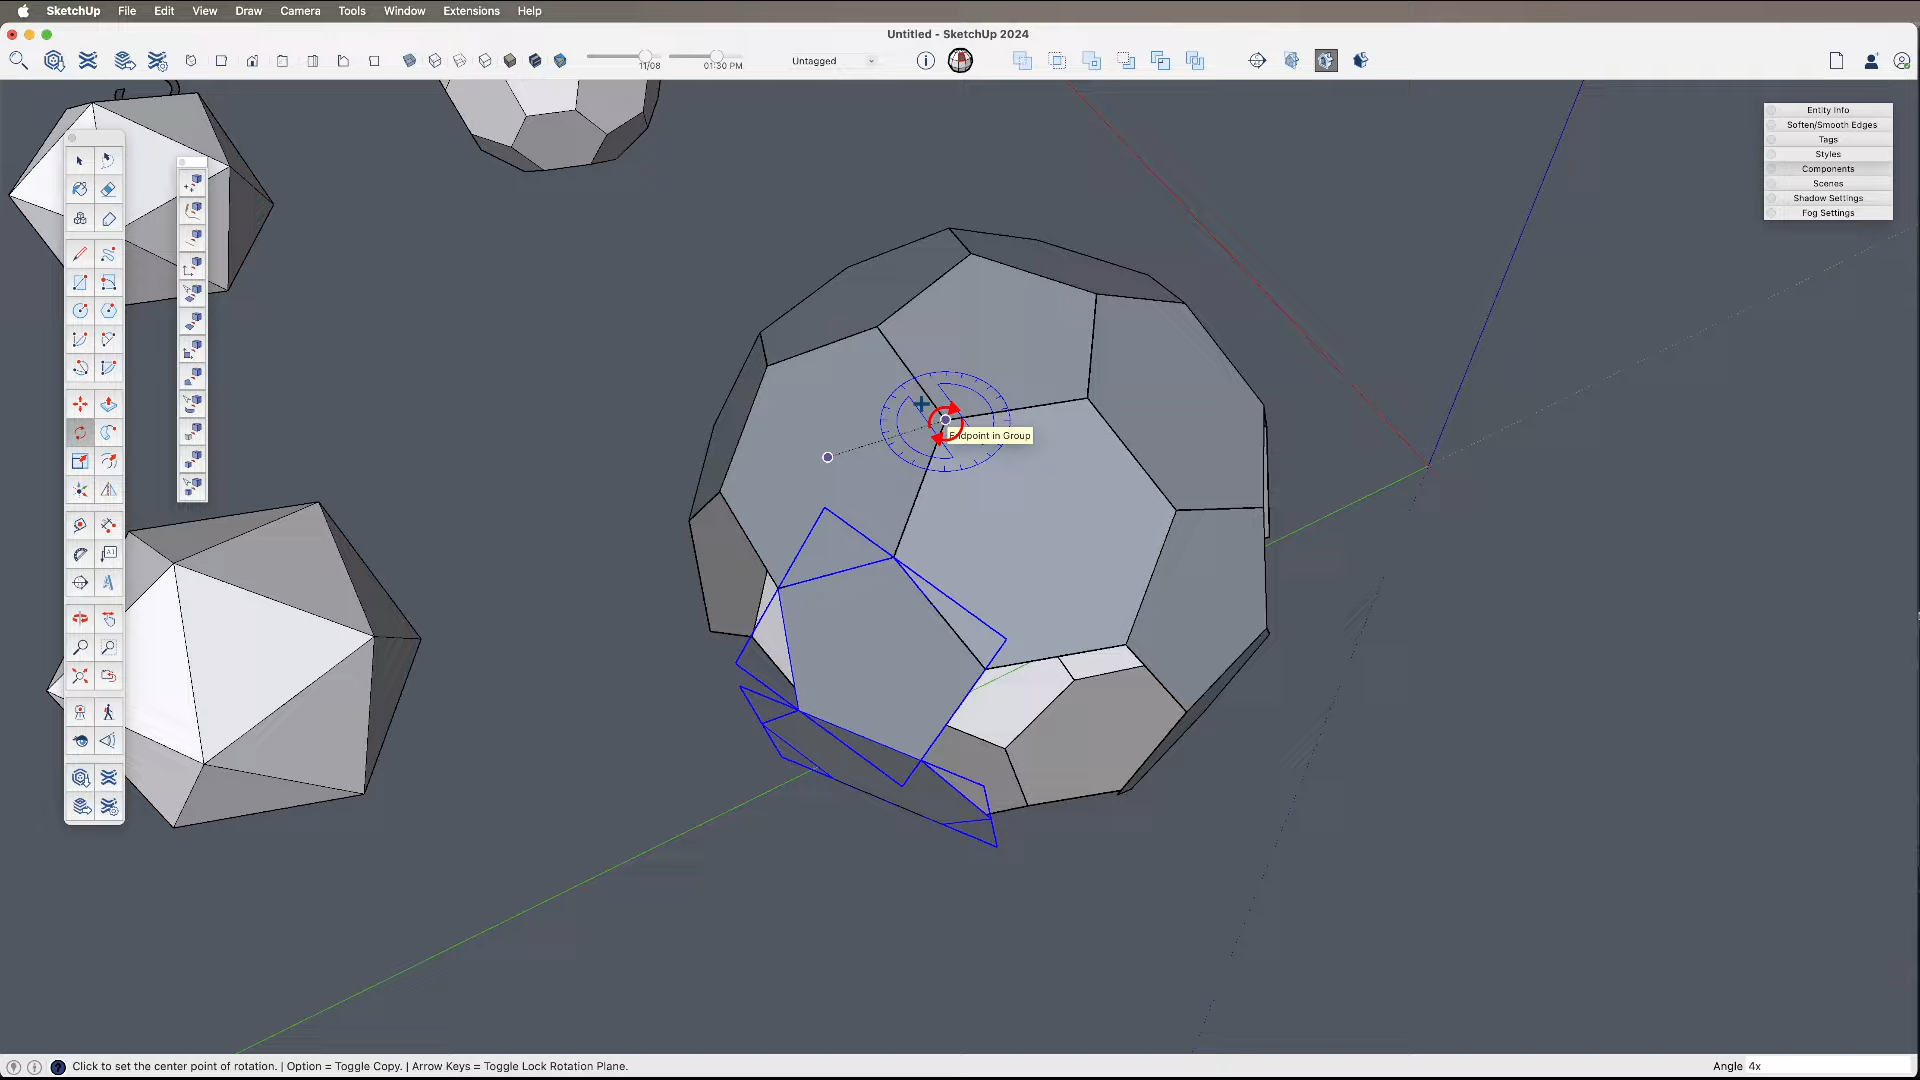 SketchUp File Edit View Draw Camera Tools Window Extensions Help
Untitled - SketchUp 2024
11/08 01:30 PM Untagged
Entity Info
Soften/Smooth Edges
Tags
Styles
Components
Scenes
Shadow Settings
Fog Settings
Endpoint in Group
Click to set the center point of rotation. | Option = Toggle Copy. | Arrow Keys = Toggle Lock Rotation Plane. Angle 4x